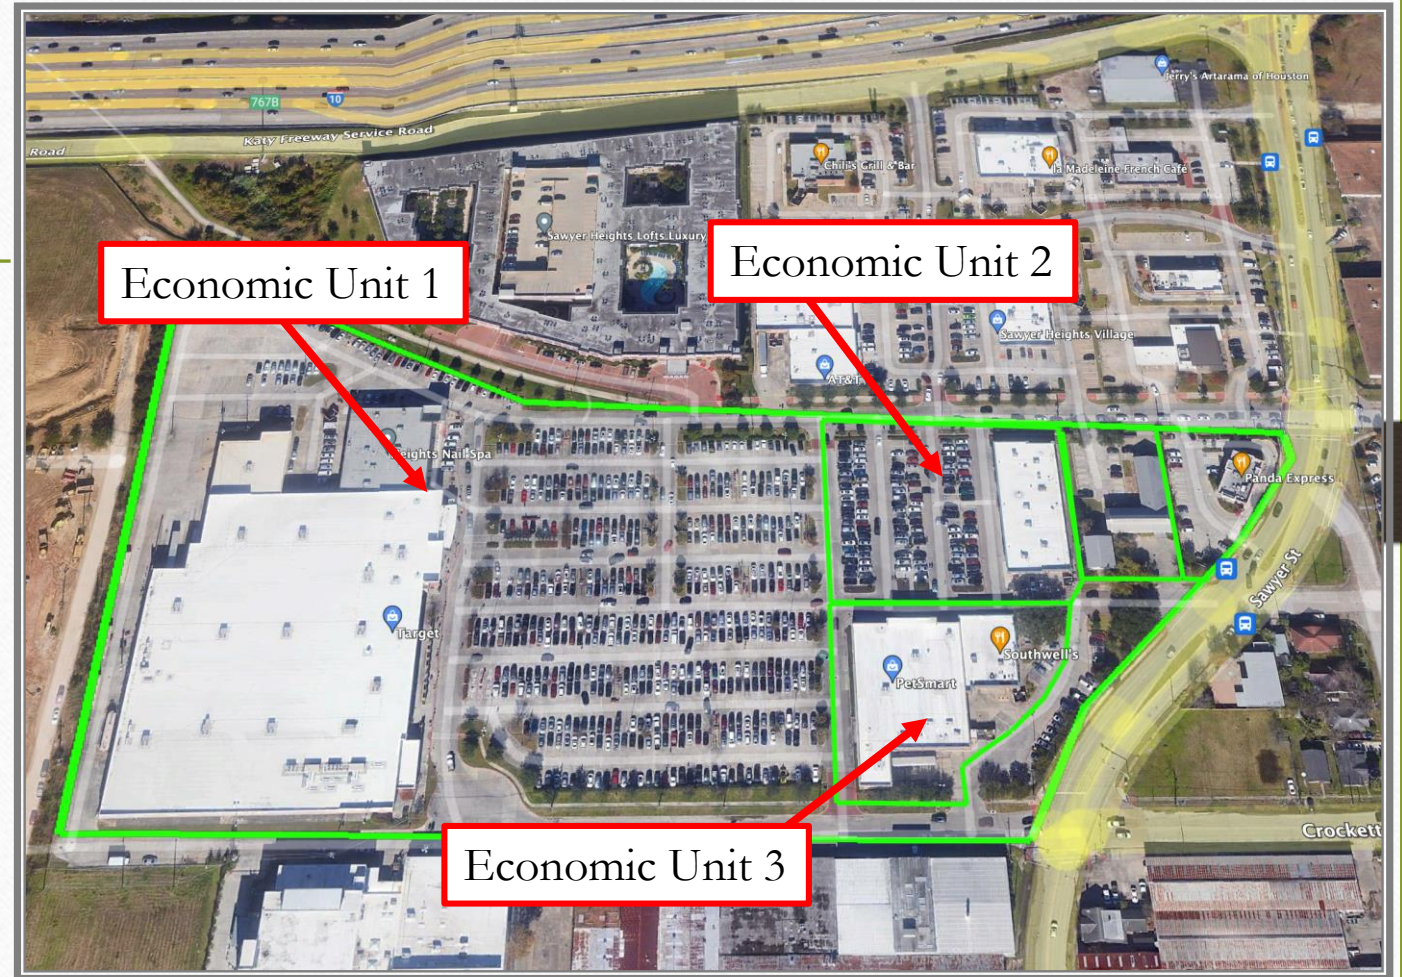 Jerry's Artarama of Houston
767B
10
Katy Freeway Service Road
Road
Chili's Grill & Bar
la Madeleine French Café
Sawyer Heights Lofts Luxury
Economic Unit 1
Economic Unit 2
Sawyer Heights Village
AT&T
Heights Nail Spa
Panda Express
Sawyer St
Target
Southwell's
PetSmart
Crockett
Economic Unit 3